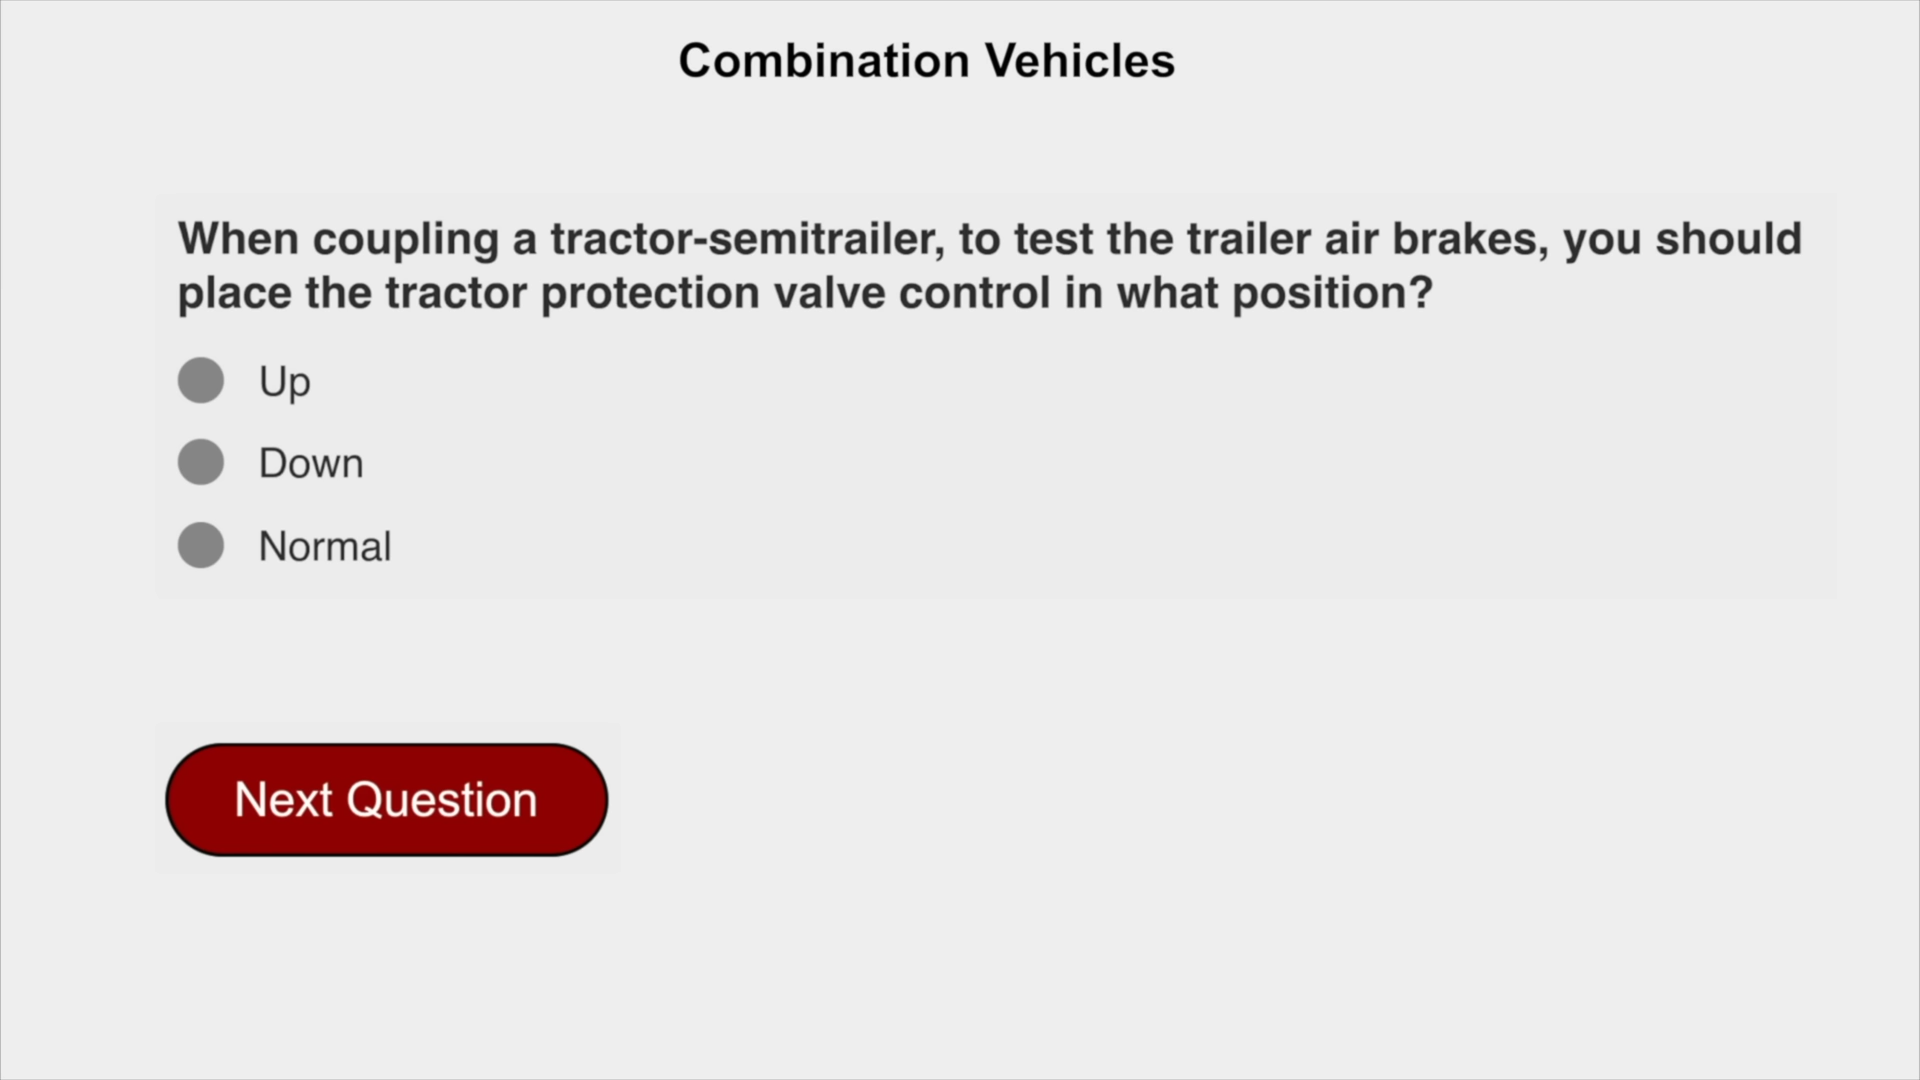 Combination Vehicles
When coupling a tractor-semitrailer, to test the trailer air brakes, you should
place the tractor protection valve control in what position?
Up
Down
Normal
Next Question